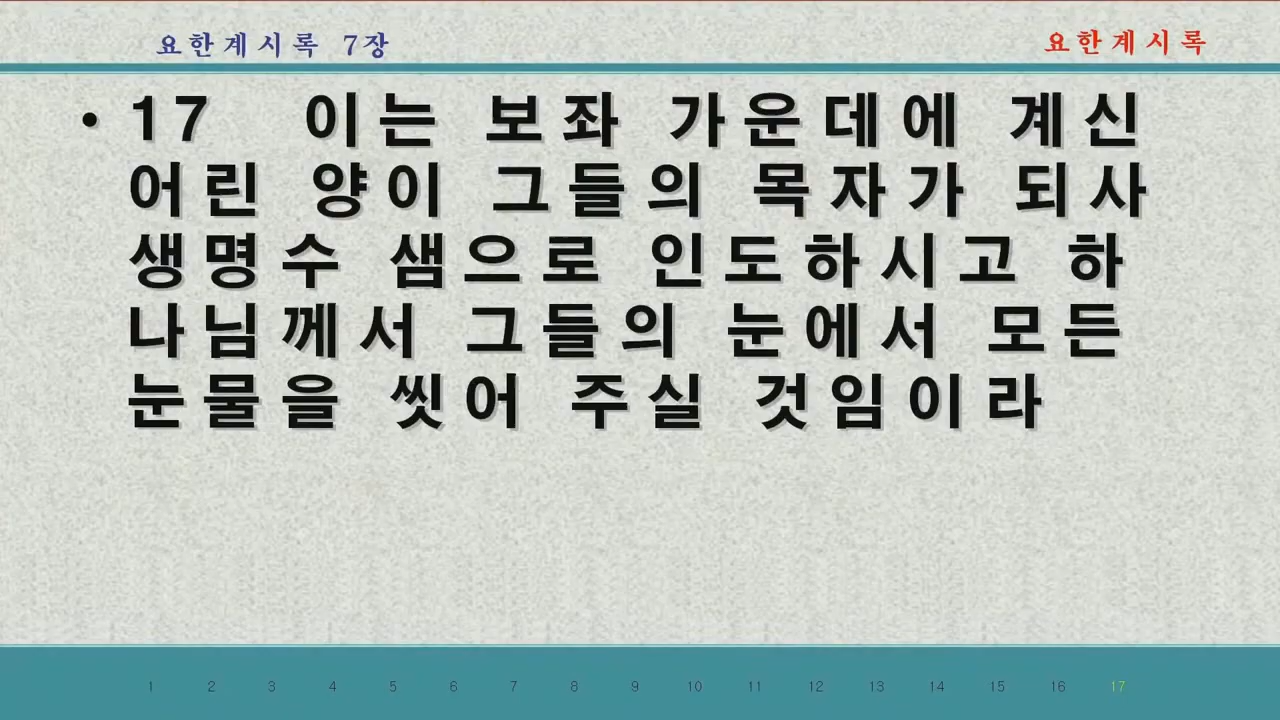 요한계시록 7장
요한계시록
• 17 이는 보좌 가운데에 계신
어린 양이 그들의 목자가 되사
생명수 샘으로 인도하시고 하
나님께서 그들의 눈에서 모든
눈물을 씻어 주실 것임이라
1 2 3 4 5 6 7 8 9 10 11 12 13 14 15 16 17